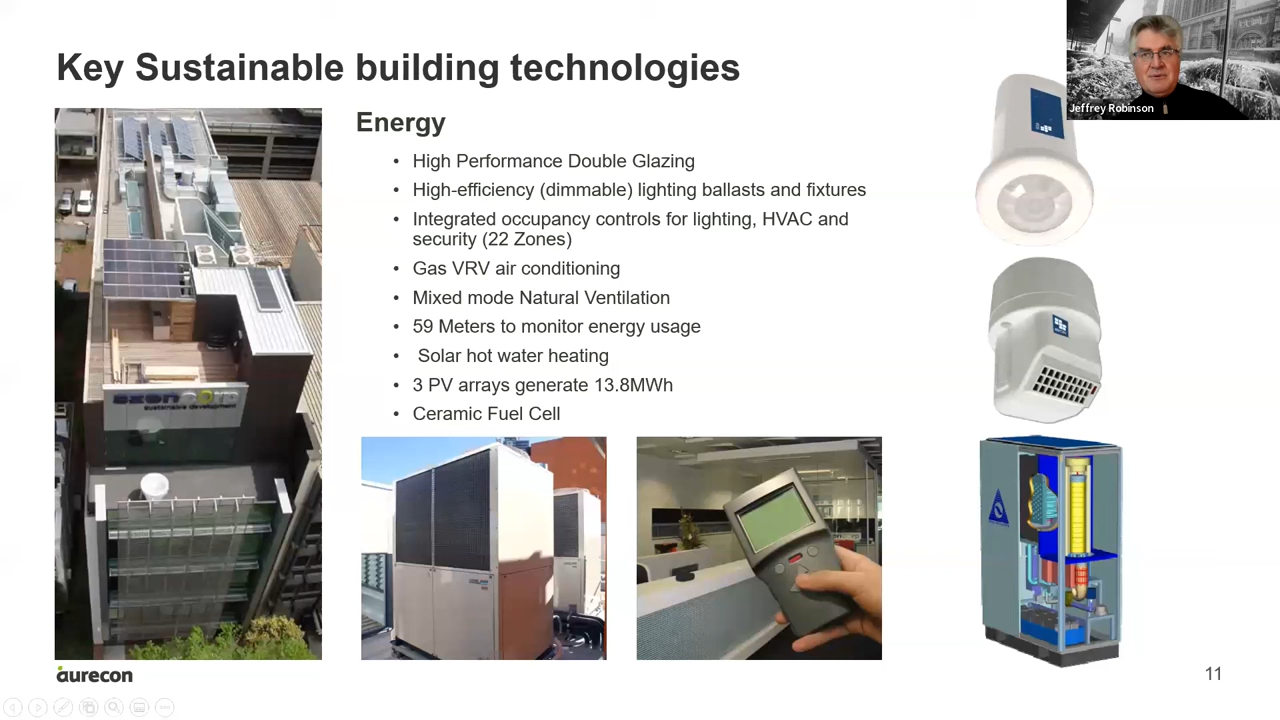 Key Sustainable building technologies
Jeffrey Robinson
Energy
• High Performance Double Glazing
• High-efficiency (dimmable) lighting ballasts and fixtures
• Integrated occupancy controls for lighting, HVAC and
security (22 Zones)
• Gas VRV air conditioning
• Mixed mode Natural Ventilation
• 59 Meters to monitor energy usage
• Solar hot water heating
• 3 PV arrays generate 13.8MWh
• Ceramic Fuel Cell
sustainable development
aurecon
11